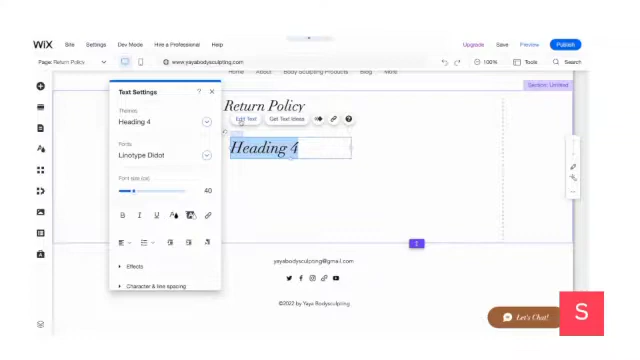 WiX Site Settings Dev Mode Hire a Professional Help Upgrade Save Preview Publish
Page: Return Policy www.yayabodysculpting.com 100% Tools Search
Home About Body Sculpting Products Blog More
Text Settings ?
Section: Untitled
Return Policy
Themes
Edit Text Get Text Ideas ?
Heading 4
Heading 4
Fonts
Linotype Didot
Font size (px)
40
B I U
Effects
Character & line spacing
yayabodysculpting@gmail.com
©2022 by Yaya Bodysculpting
Let's Chat!
S